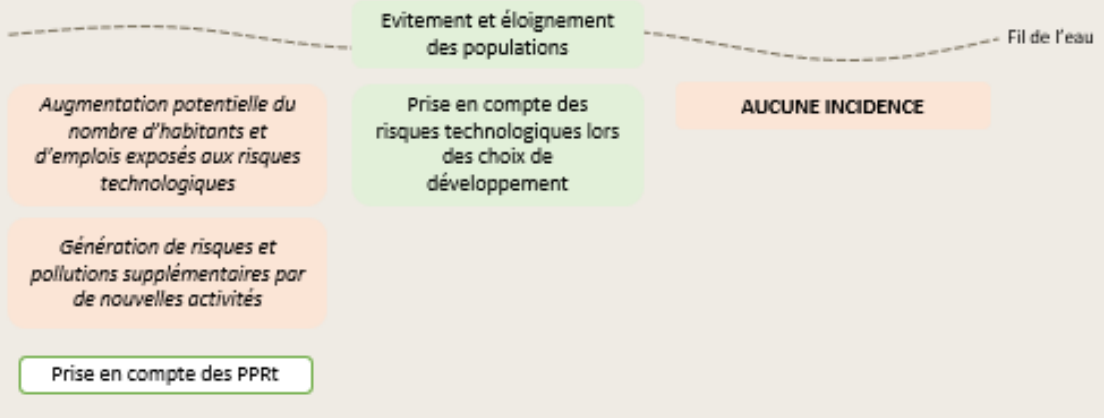 Evitement et éloignement
des populations
Fil de l'eau
Augmentation potentielle du
nombre d'habitants et
d'emplois exposés aux risques
technologiques
Prise en compte des
risques technologiques lors
des choix de
développement
AUCUNE INCIDENCE
Génération de risques et
pollutions supplémentaires par
de nouvelles activités
Prise en compte des PPRt